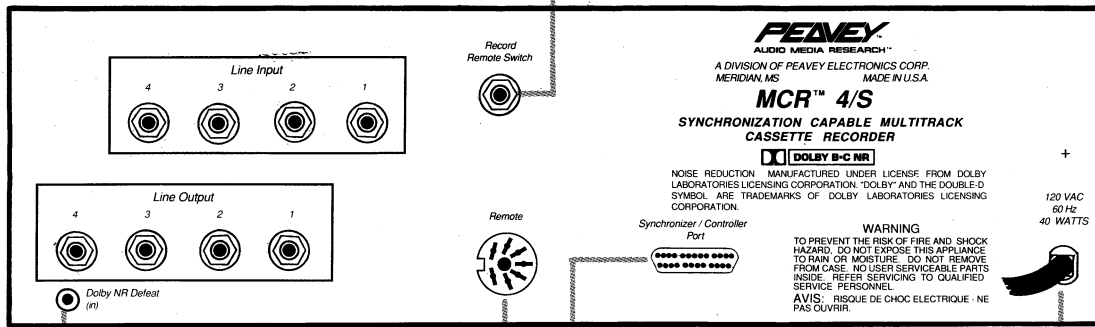 Line Input
4 3 2 1
Line Output
4 3 2 1
Dolby NR Defeat
(in)
Record
Remote Switch
Remote
Synchronizer / Controller
Port
PEAVEY™
AUDIO MEDIA RESEARCH™
A DIVISION OF PEAVEY ELECTRONICS CORP.
MERIDIAN, MS MADE IN U.S.A.
MCR™ 4/S
SYNCHRONIZATION CAPABLE MULTITRACK
CASSETTE RECORDER
DOLBY B•C NR
NOISE REDUCTION MANUFACTURED UNDER LICENSE FROM DOLBY
LABORATORIES LICENSING CORPORATION. "DOLBY" AND THE DOUBLE-D
SYMBOL ARE TRADEMARKS OF DOLBY LABORATORIES LICENSING
CORPORATION.
WARNING
TO PREVENT THE RISK OF FIRE AND SHOCK
HAZARD, DO NOT EXPOSE THIS APPLIANCE
TO RAIN OR MOISTURE. DO NOT REMOVE
FROM CASE. NO USER SERVICEABLE PARTS
INSIDE. REFER SERVICING TO QUALIFIED
SERVICE PERSONNEL.
AVIS: RISQUE DE CHOC ELECTRIQUE - NE
PAS OUVRIR.
120 VAC
60 Hz
40 WATTS